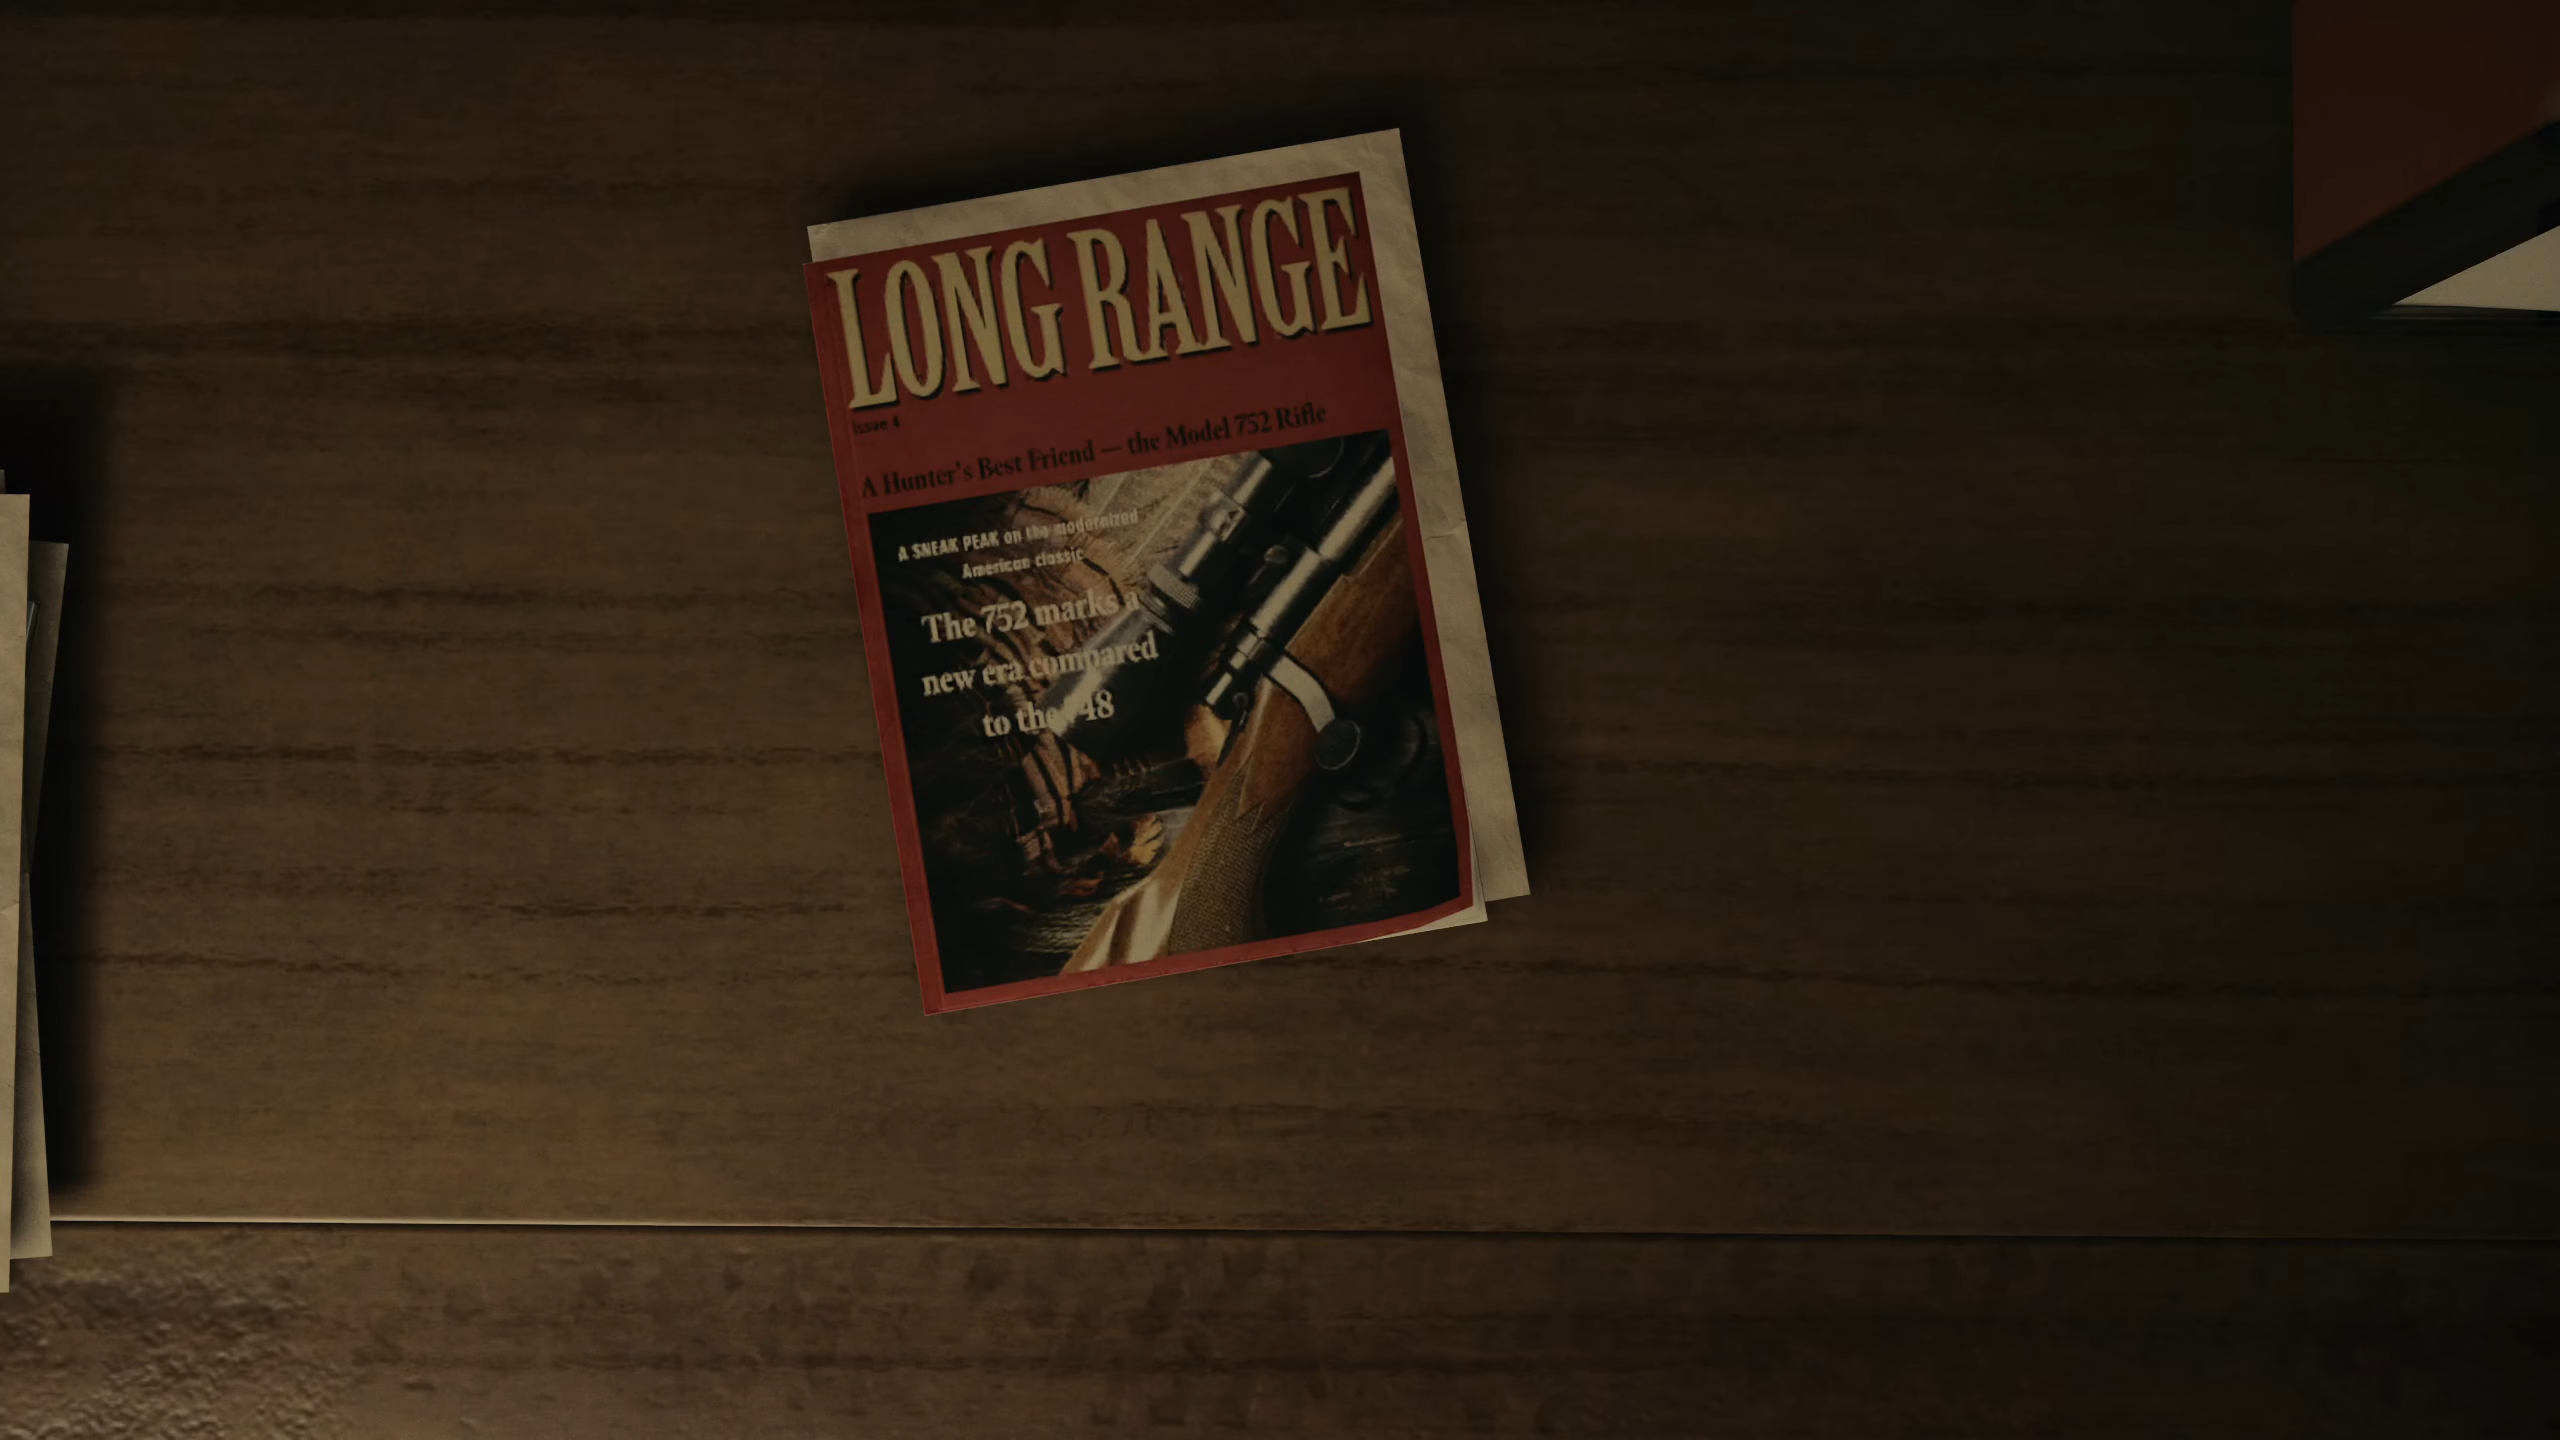 LONG RANGE
Issue 4
A Hunter's Best Friend — the Model 752 Rifle
A SNEAK PEAK on the modernized
American classic
The 752 marks a
new era compared
to the 48